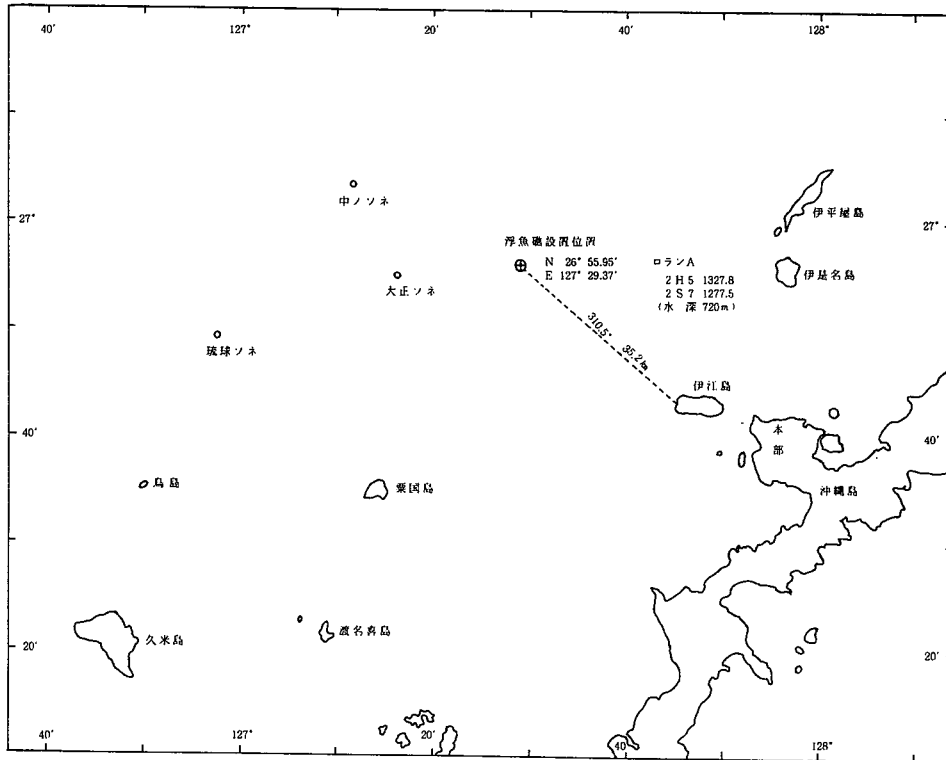 40′ 127° 20′ 40′ 128°
中ノソネ
伊平屋島
27° 27°
浮魚礁設置位置
N 26° 55.95′ ロランA
E 127° 29.37′ 2H5 1327.8
2S7 1277.5
(水 深 720m)
伊是名島
大正ソネ
310.5° 35.2㎞
琉球ソネ
伊江島
本部
40′ 40′
鳥島
粟国島
沖縄島
久米島
渡名喜島
20′ 20′
40′ 127° 20′ 40′ 128°